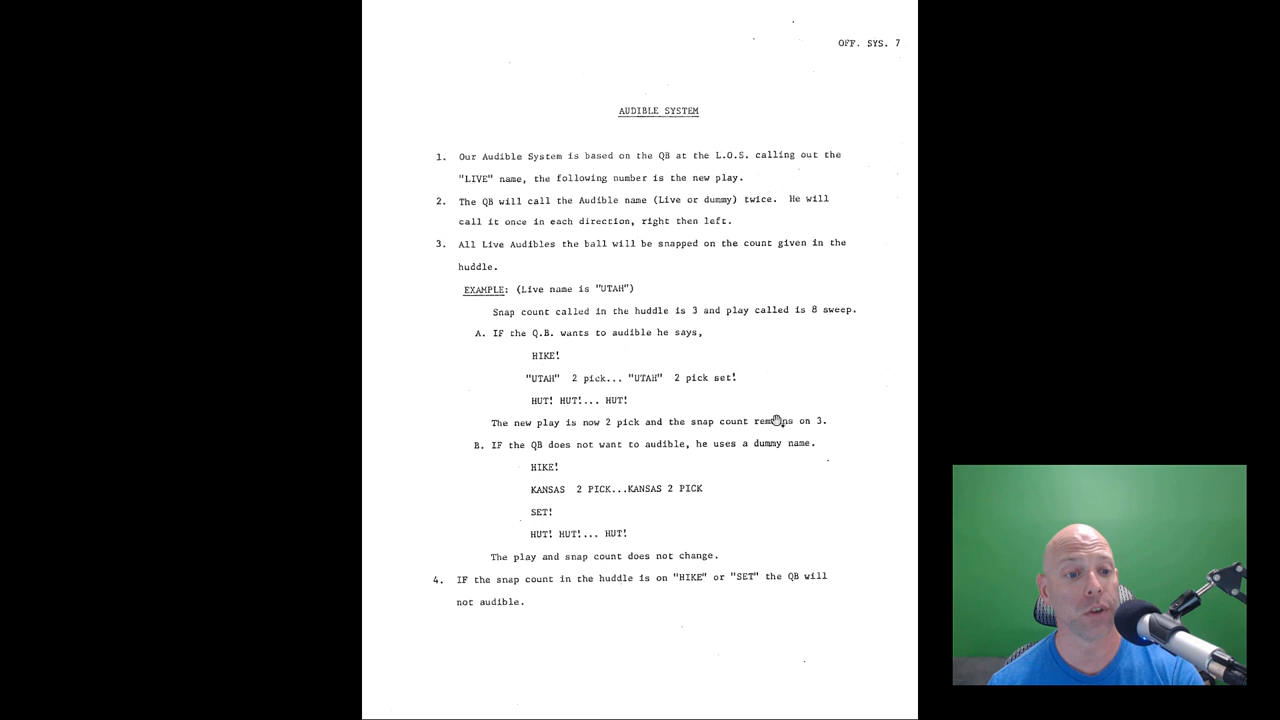 OFF. SYS. 7
AUDIBLE SYSTEM
1. Our Audible System is based on the QB at the L.O.S. calling out the
"LIVE" name, the following number is the new play.
2. The QB will call the Audible name (Live or dummy) twice. He will
call it once in each direction, right then left.
3. All Live Audibles the ball will be snapped on the count given in the
huddle.
EXAMPLE: (Live name is "UTAH")
Snap count called in the huddle is 3 and play called is 8 sweep.
A. IF the Q.B. wants to audible he says,
HIKE!
"UTAH" 2 pick... "UTAH" 2 pick set!
HUT! HUT!... HUT!
The new play is now 2 pick and the snap count remains on 3.
B. IF the QB does not want to audible, he uses a dummy name.
HIKE!
KANSAS 2 PICK...KANSAS 2 PICK
SET!
HUT! HUT!... HUT!
The play and snap count does not change.
4. IF the snap count in the huddle is on "HIKE" or "SET" the QB will
not audible.